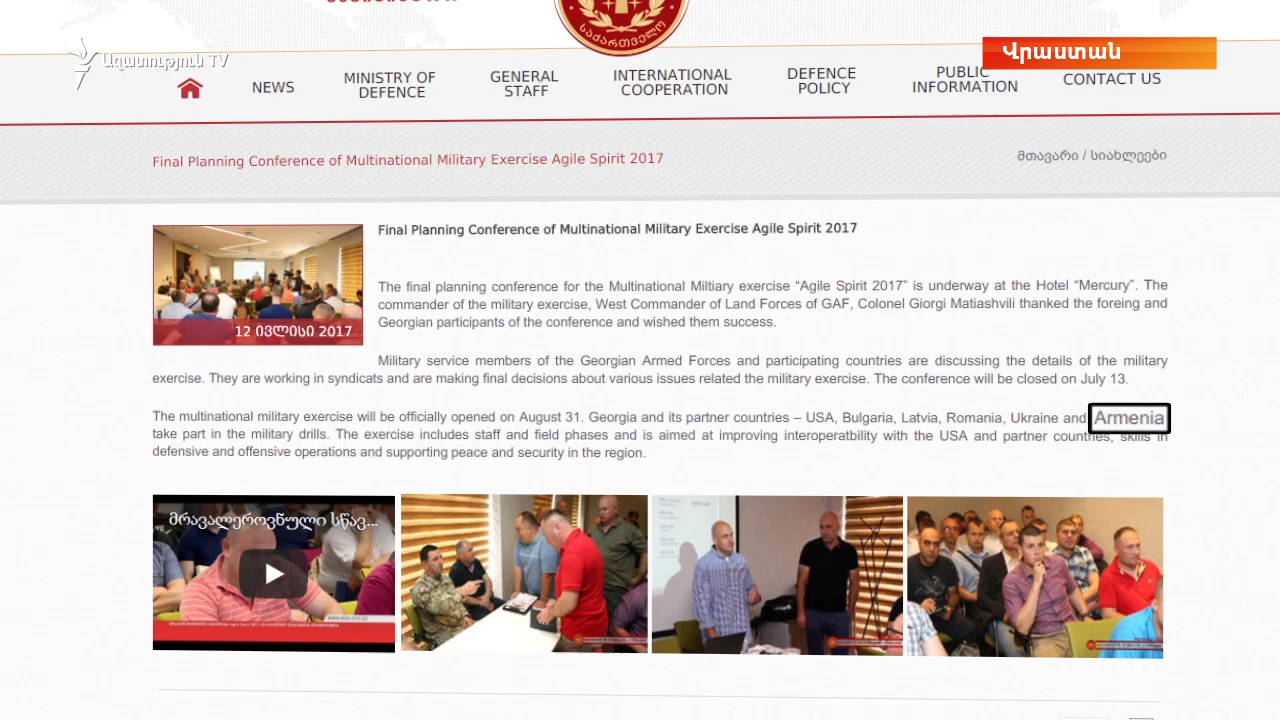 საქართველო
Ազատություն TV
Վրաստան
NEWS
MINISTRY OF
DEFENCE
GENERAL
STAFF
INTERNATIONAL
COOPERATION
DEFENCE
POLICY
PUBLIC
INFORMATION
CONTACT US
Final Planning Conference of Multinational Military Exercise Agile Spirit 2017
მთავარი / სიახლეები
12 ივლისი 2017
Final Planning Conference of Multinational Military Exercise Agile Spirit 2017
The final planning conference for the Multinational Miltiary exercise “Agile Spirit 2017” is underway at the Hotel “Mercury”. The
commander of the military exercise, West Commander of Land Forces of GAF, Colonel Giorgi Matiashvili thanked the foreing and
Georgian participants of the conference and wished them success.
Military service members of the Georgian Armed Forces and participating countries are discussing the details of the military
exercise. They are working in syndicats and are making final decisions about various issues related the military exercise. The conference will be closed on July 13.
The multinational military exercise will be officially opened on August 31. Georgia and its partner countries – USA, Bulgaria, Latvia, Romania, Ukraine and Armenia
take part in the military drills. The exercise includes staff and field phases and is aimed at improving interoperatbility with the USA and partner countries, skills in
defensive and offensive operations and supporting peace and security in the region.
მრავალეროვნული სწავ...